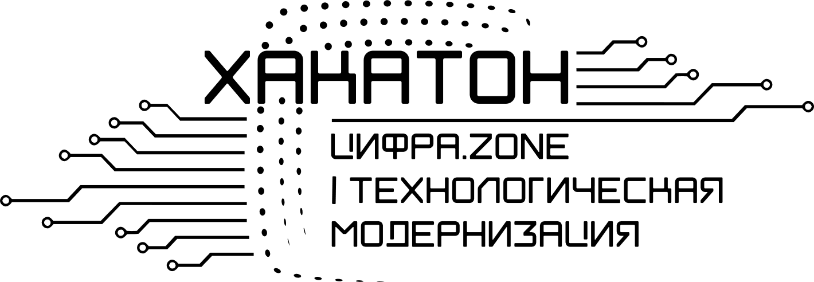 ХАКАТОН
ЦИФРА.ZONE
| ТЕХНОЛОГИЧЕСКАЯ
МОДЕРНИЗАЦИЯ